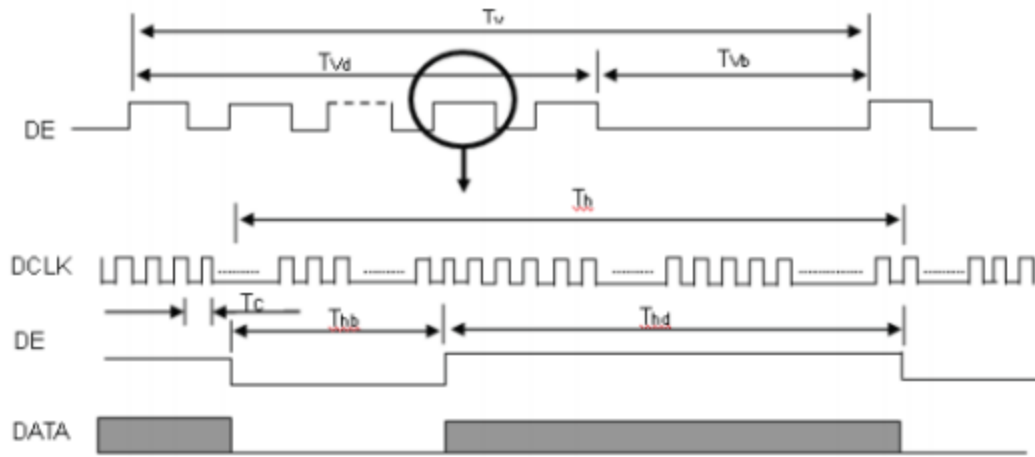 Tv
Tvd
Tvb
DE
Th
DCLK
Tc
Thb
Thd
DE
DATA